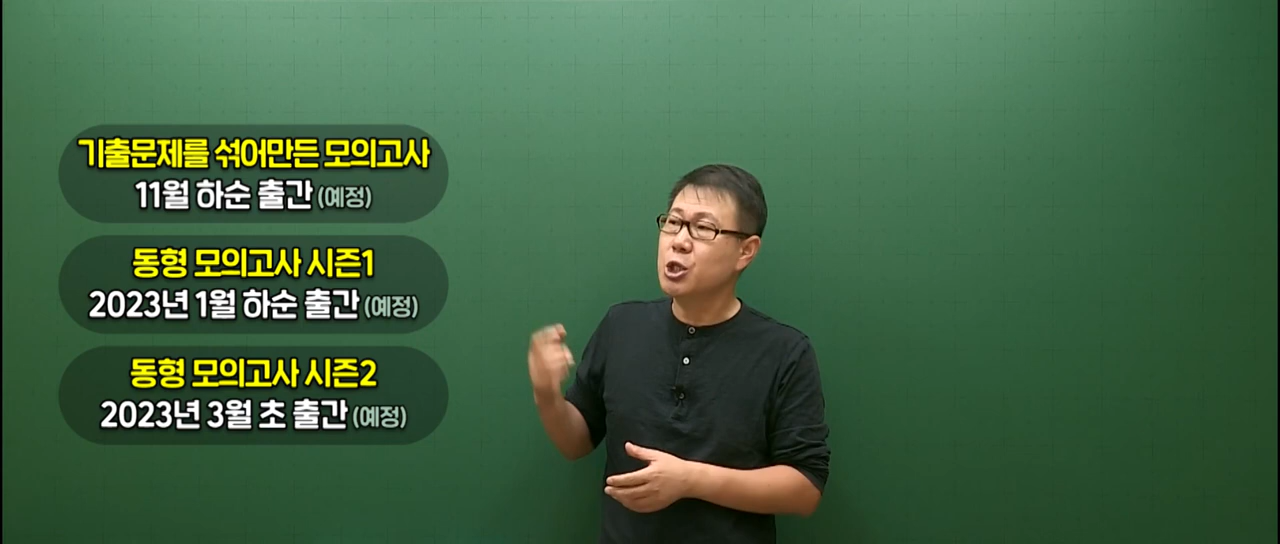 기출문제를 섞어만든 모의고사
11월 하순 출간 (예정)
동형 모의고사 시즌1
2023년 1월 하순 출간 (예정)
동형 모의고사 시즌2
2023년 3월 초 출간 (예정)